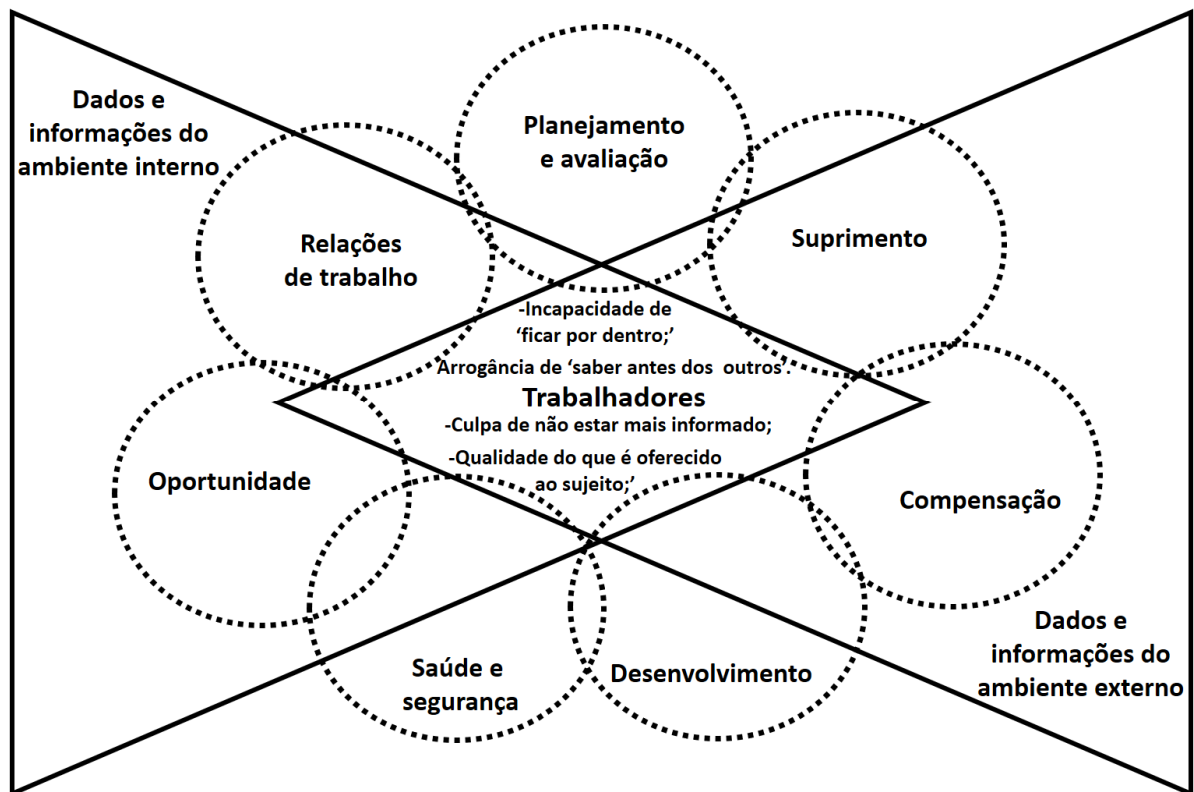 Dados e
informações do
ambiente interno
Planejamento
e avaliação
Relações
de trabalho
Suprimento
-Incapacidade de
‘ficar por dentro;’
Arrogância de ‘saber antes dos outros’.
Trabalhadores
-Culpa de não estar mais informado;
-Qualidade do que é oferecido
ao sujeito;’
Oportunidade
Compensação
Saúde e
segurança
Desenvolvimento
Dados e
informações do
ambiente externo